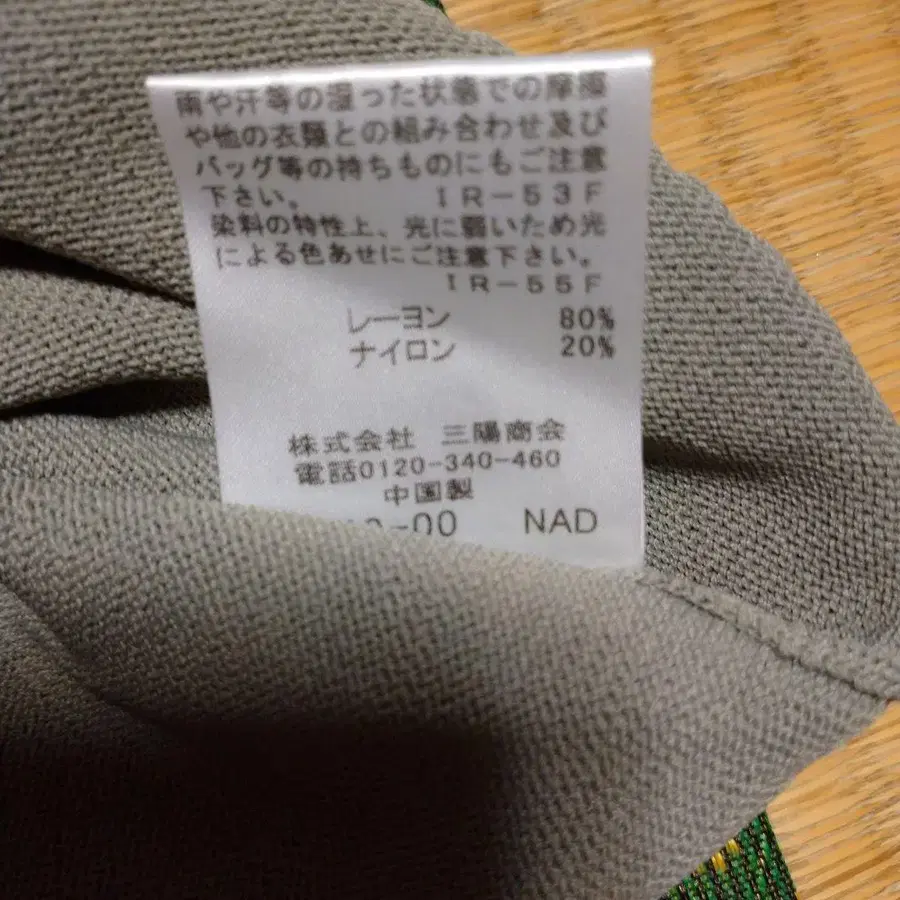 雨や汗等の湿った状態での摩擦
や他の衣類との組み合わせ及び
バッグ等の持ちものにもご注意
下さい。 IR-53F
染料の特性上、光に弱いため光
による色あせにご注意下さい。
IR-55F
レーヨン 80%
ナイロン 20%
株式会社 三陽商会
電話0120-340-460
中国製
-00 NAD